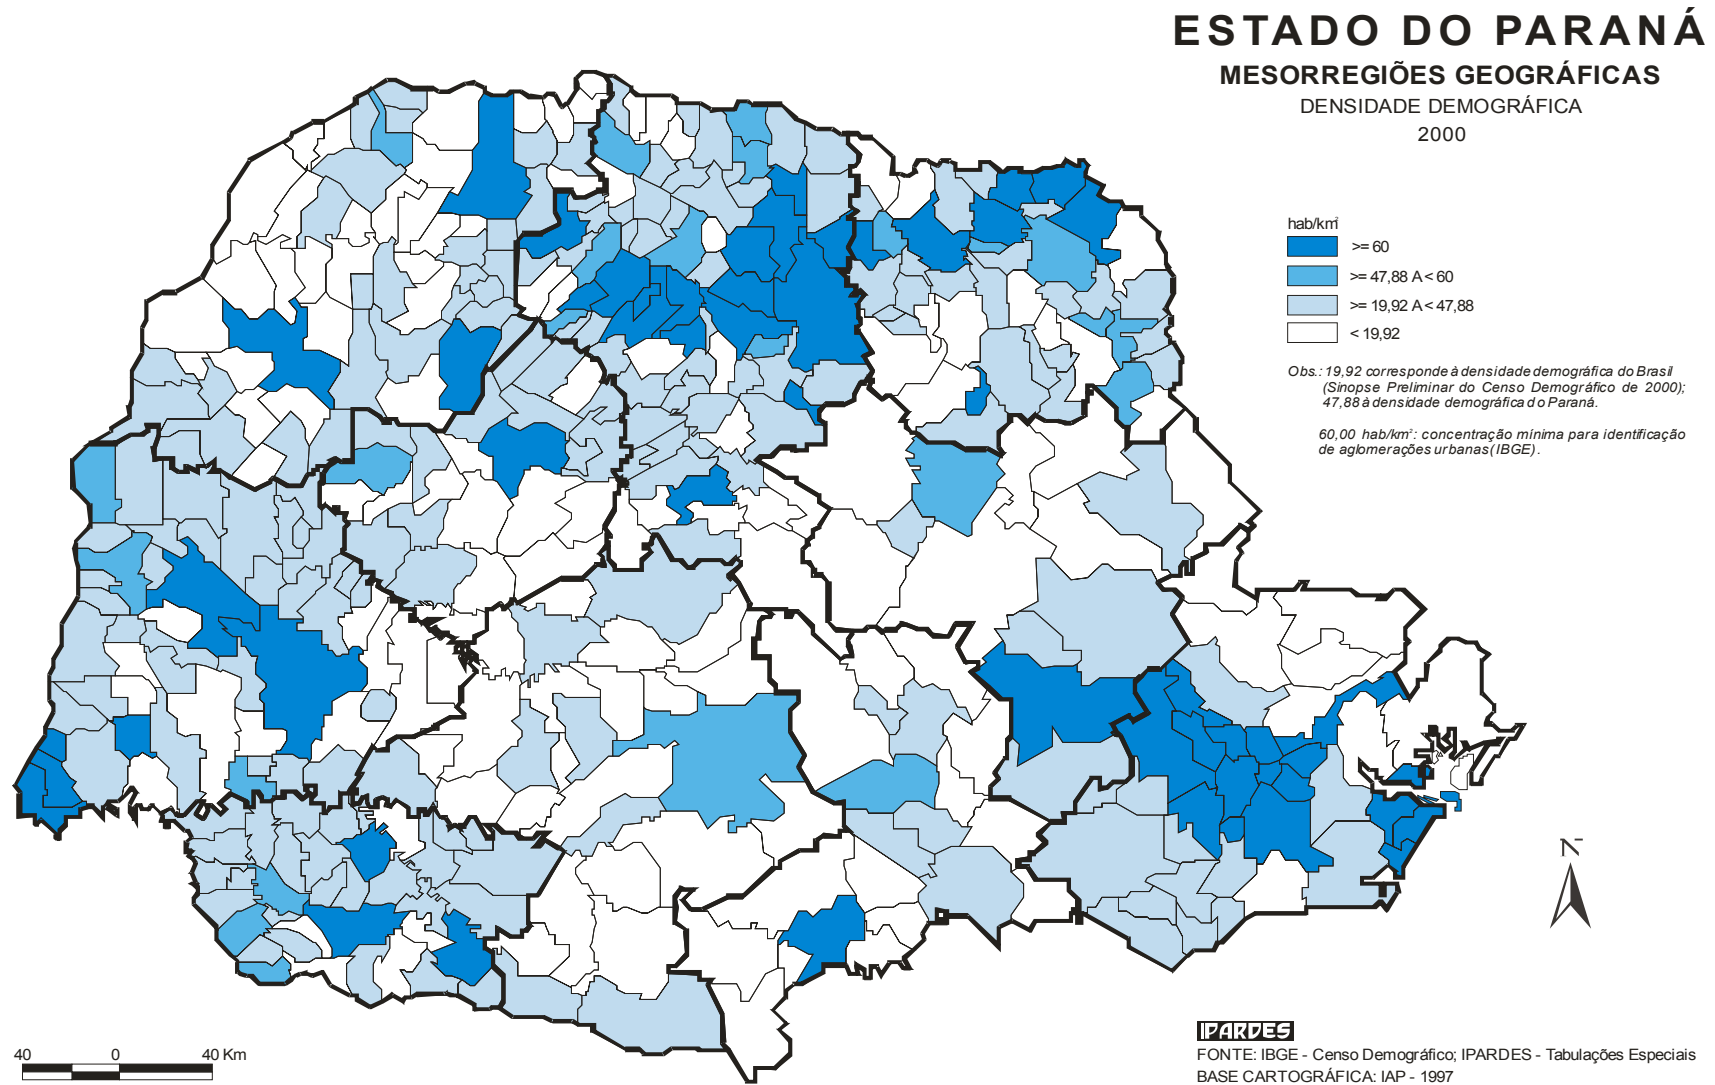 ESTADO DO PARANÁ
MESORREGIÕES GEOGRÁFICAS
DENSIDADE DEMOGRÁFICA
2000
hab/km²
>= 60
>= 47,88 A < 60
>= 19,92 A < 47,88
< 19,92
Obs.: 19,92 corresponde à densidade demográfica do Brasil
(Sinopse Preliminar do Censo Demográfico de 2000);
47,88 à densidade demográfica do Paraná.
60,00 hab/km²: concentração mínima para identificação
de aglomerações urbanas (IBGE).
N
40 0 40 Km
IPARDES
FONTE: IBGE - Censo Demográfico; IPARDES - Tabulações Especiais
BASE CARTOGRÁFICA: IAP - 1997